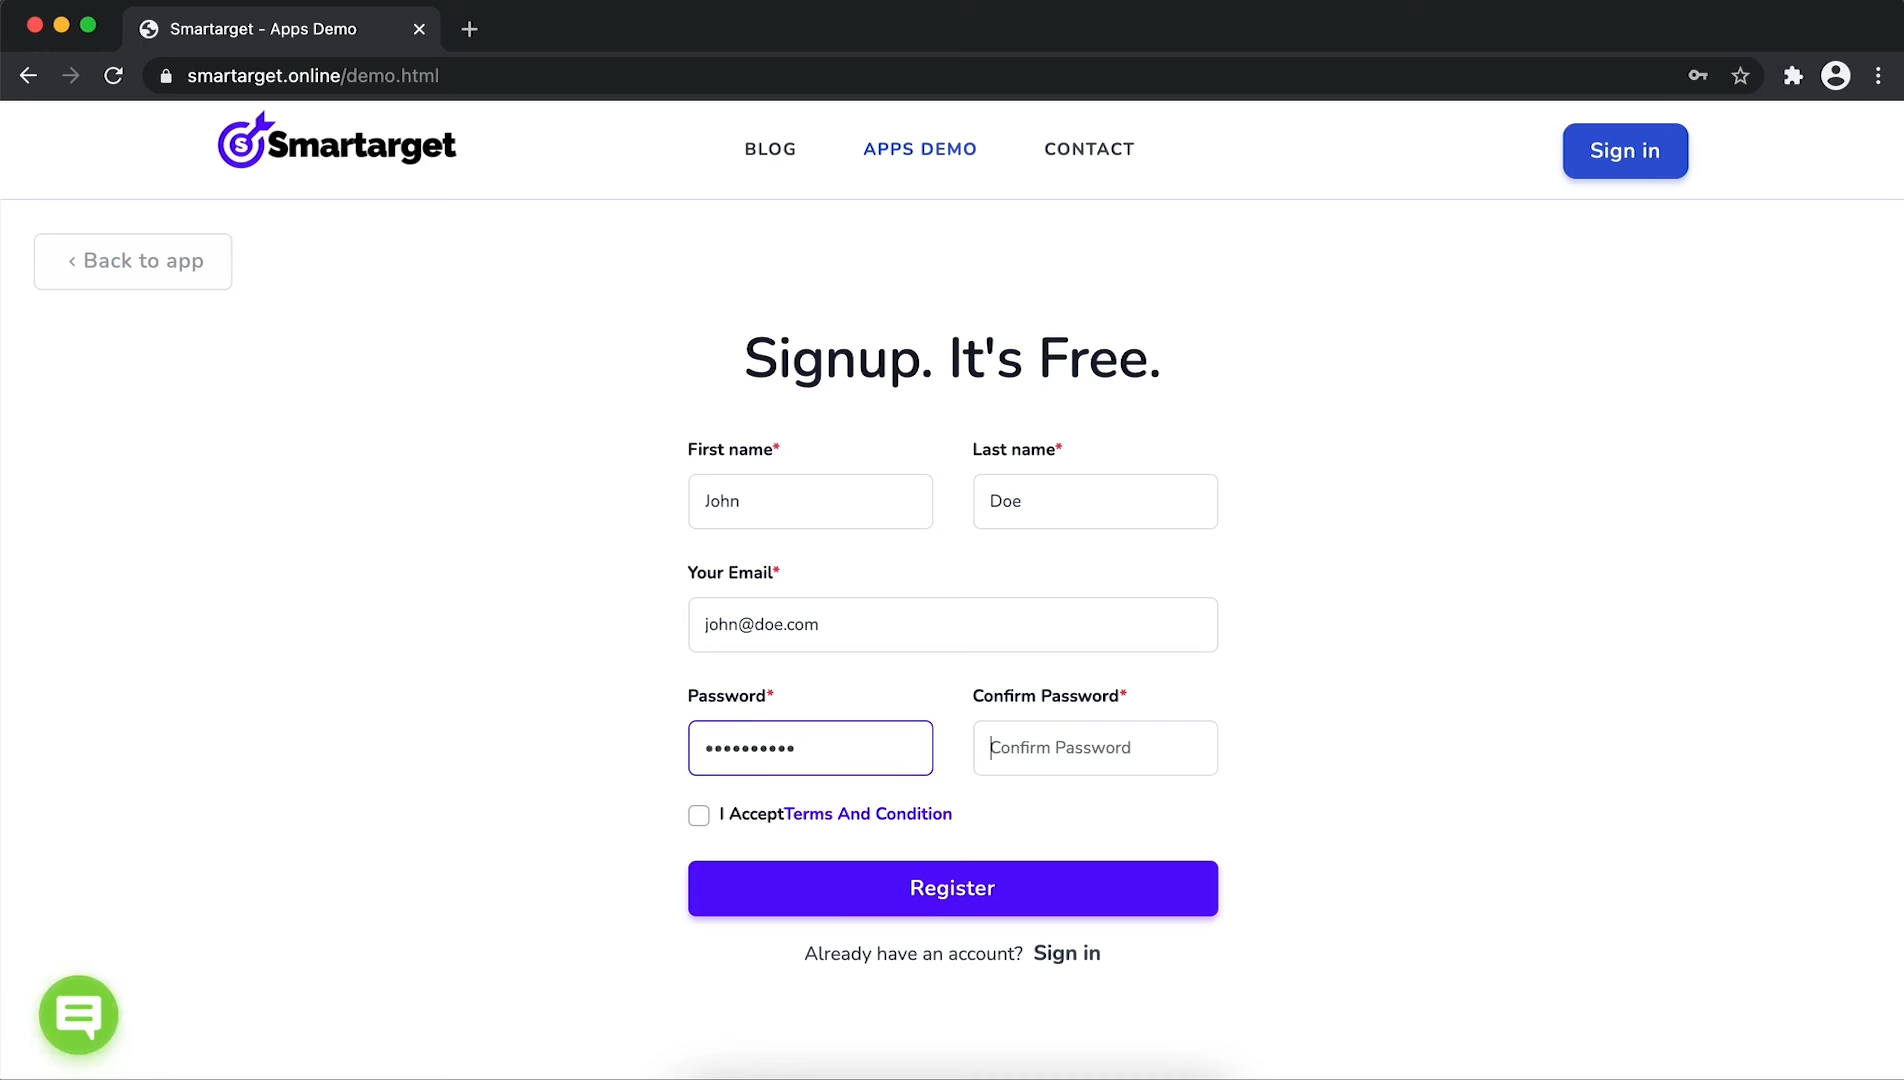 Smartarget - Apps Demo
smartarget.online/demo.html
Smartarget
BLOG
APPS DEMO
CONTACT
Sign in
‹ Back to app
Signup. It's Free.
First name*
Last name*
John
Doe
Your Email*
john@doe.com
Password*
Confirm Password*
••••••••••
Confirm Password
I AcceptTerms And Condition
Register
Already have an account? Sign in